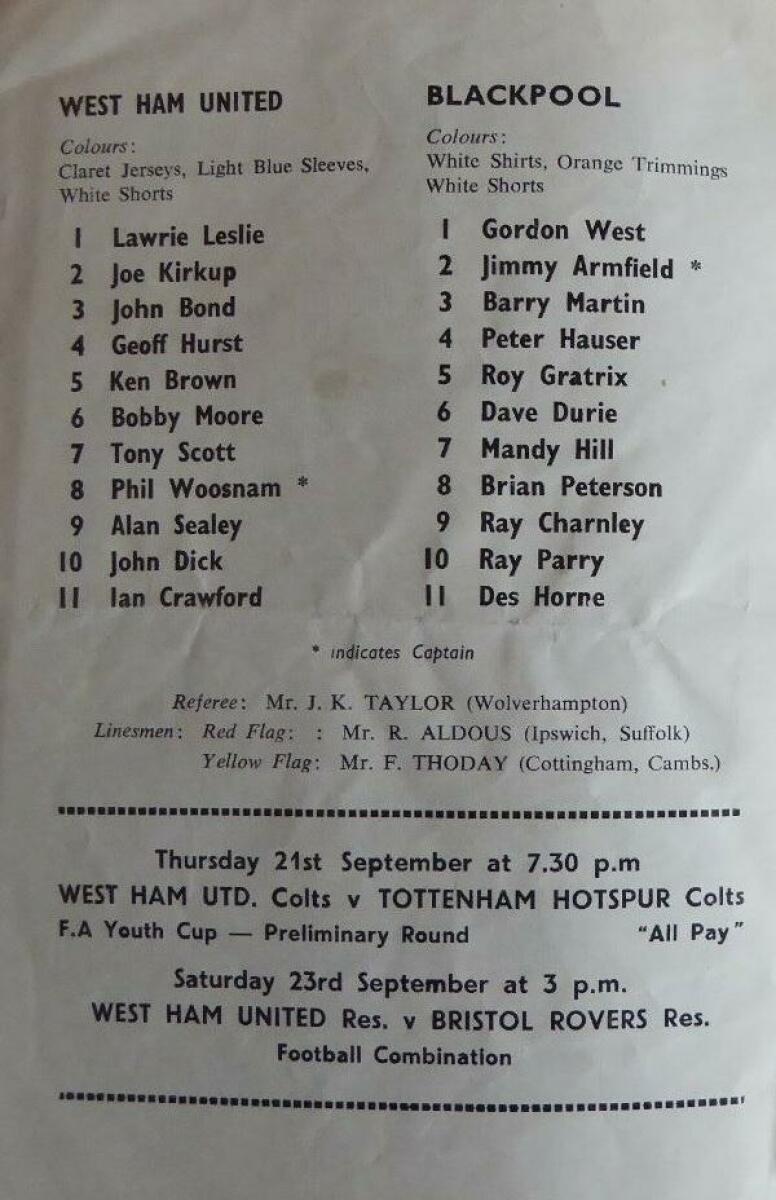 WEST HAM UNITED
Colours:
Claret Jerseys, Light Blue Sleeves,
White Shorts
1 Lawrie Leslie
2 Joe Kirkup
3 John Bond
4 Geoff Hurst
5 Ken Brown
6 Bobby Moore
7 Tony Scott
8 Phil Woosnam *
9 Alan Sealey
10 John Dick
11 Ian Crawford
BLACKPOOL
Colours:
White Shirts, Orange Trimmings
White Shorts
1 Gordon West
2 Jimmy Armfield *
3 Barry Martin
4 Peter Hauser
5 Roy Gratrix
6 Dave Durie
7 Mandy Hill
8 Brian Peterson
9 Ray Charnley
10 Ray Parry
11 Des Horne
* indicates Captain
Referee: Mr. J. K. TAYLOR (Wolverhampton)
Linesmen: Red Flag: : Mr. R. ALDOUS (Ipswich, Suffolk)
Yellow Flag: Mr. F. THODAY (Cottingham, Cambs.)
Thursday 21st September at 7.30 p.m
WEST HAM UTD. Colts v TOTTENHAM HOTSPUR Colts
F.A Youth Cup — Preliminary Round "All Pay"
Saturday 23rd September at 3 p.m.
WEST HAM UNITED Res. v BRISTOL ROVERS Res.
Football Combination